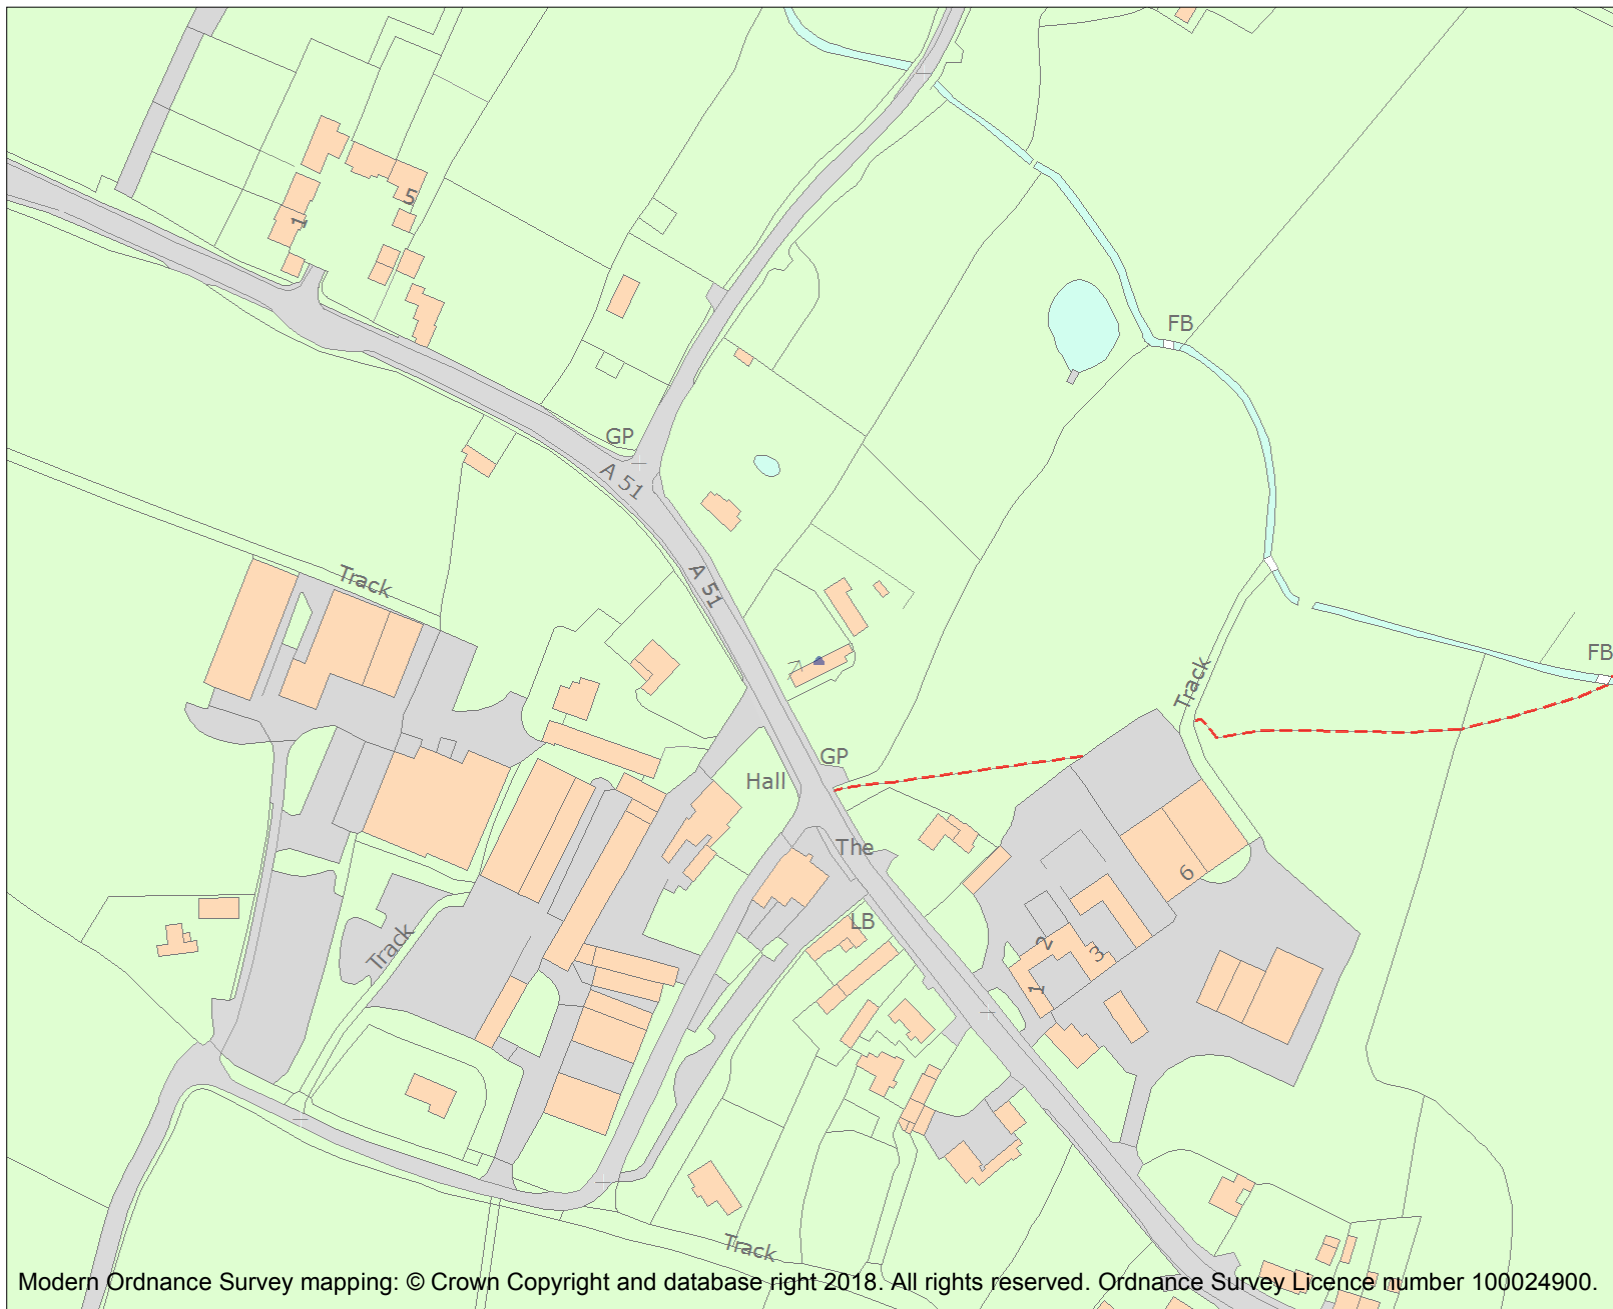 5
1
FB
GP
A 51
A 51
Track
FB
Track
GP
Hall
The
6
LB
Track
2
3
1
Track
Modern Ordnance Survey mapping: © Crown Copyright and database right 2018. All rights reserved. Ordnance Survey Licence number 100024900.